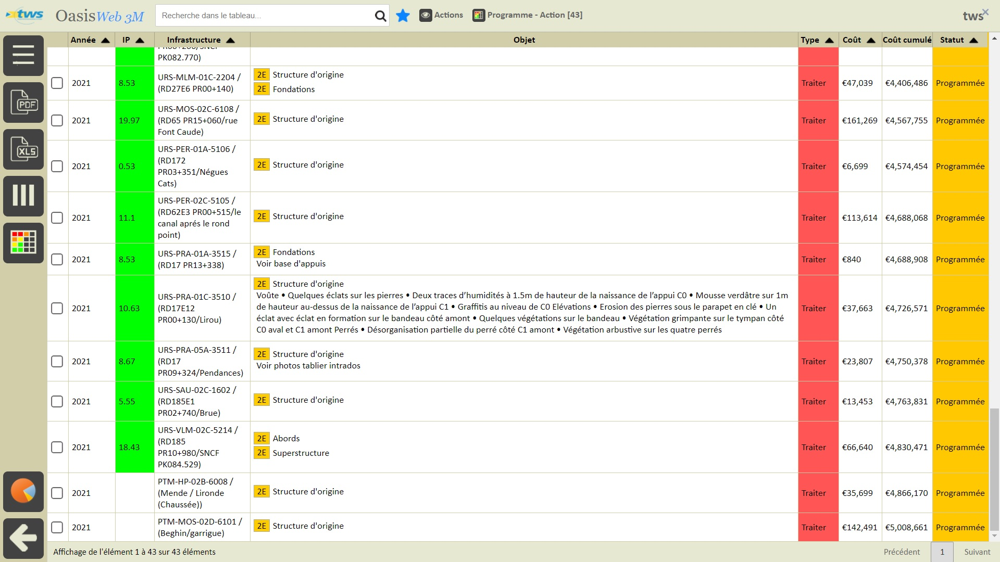 tws OasisWeb 3M Recherche dans le tableau... Actions Programme - Action [43] tws×
Année IP Infrastructure Objet Type Coût Coût cumulé Statut
PK082.770)
2021 8.53 URS-MLM-01C-2204 / (RD27E6 PR00+140) 2E Structure d'origine 2E Fondations Traiter €47,039 €4,406,486 Programmée
2021 19.97 URS-MOS-02C-6108 / (RD65 PR15+060/rue Font Caude) 2E Structure d'origine Traiter €161,269 €4,567,755 Programmée
2021 0.53 URS-PER-01A-5106 / (RD172 PR03+351/Négues Cats) 2E Structure d'origine Traiter €6,699 €4,574,454 Programmée
2021 11.1 URS-PER-02C-5105 / (RD62E3 PR00+515/le canal aprés le rond point) 2E Structure d'origine Traiter €113,614 €4,688,068 Programmée
2021 8.53 URS-PRA-01A-3515 / (RD17 PR13+338) 2E Fondations Voir base d'appuis Traiter €840 €4,688,908 Programmée
2021 10.63 URS-PRA-01C-3510 / (RD17E12 PR00+130/Lirou) 2E Structure d'origine
Voûte • Quelques éclats sur les pierres • Deux traces d’humidités à 1.5m de hauteur de la naissance de l’appui C0 • Mousse verdâtre sur 1m
de hauteur au-dessus de la naissance de l’appui C1 • Graffitis au niveau de C0 Elévations • Erosion des pierres sous le parapet en clé • Un
éclat avec éclat en formation sur le bandeau côté amont • Quelques végétations sur le bandeau • Végétation grimpante sur le tympan côté
C0 aval et C1 amont Perrés • Désorganisation partielle du perré côté C1 amont • Végétation arbustive sur les quatre perrés
Traiter €37,663 €4,726,571 Programmée
2021 8.67 URS-PRA-05A-3511 / (RD17 PR09+324/Pendances) 2E Structure d'origine Voir photos tablier intrados Traiter €23,807 €4,750,378 Programmée
2021 5.55 URS-SAU-02C-1602 / (RD185E1 PR02+740/Brue) 2E Structure d'origine Traiter €13,453 €4,763,831 Programmée
2021 18.43 URS-VLM-02C-5214 / (RD185 PR10+980/SNCF PK084.529) 2E Abords 2E Superstructure Traiter €66,640 €4,830,471 Programmée
2021 PTM-HP-02B-6008 / (Mende / Lironde (Chaussée)) 2E Structure d'origine Traiter €35,699 €4,866,170 Programmée
2021 PTM-MOS-02D-6101 / (Beghin/garrigue) 2E Structure d'origine Traiter €142,491 €5,008,661 Programmée
PDF
XLS
Affichage de l'élément 1 à 43 sur 43 éléments Précédent 1 Suivant